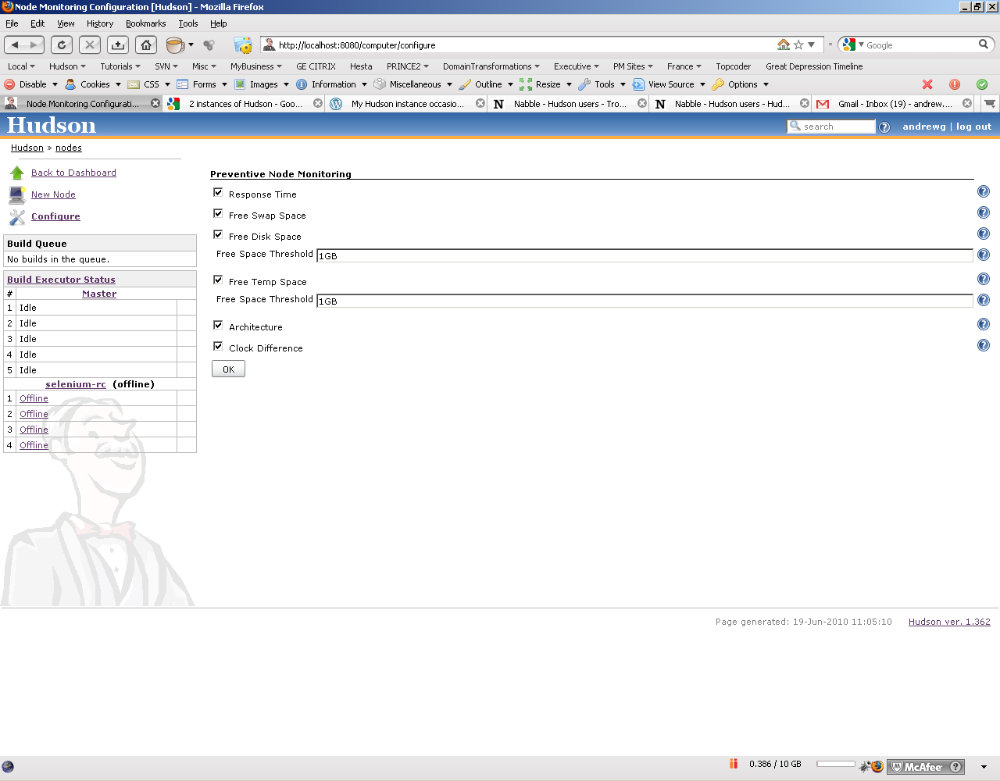 Node Monitoring Configuration [Hudson] - Mozilla Firefox
File Edit View History Bookmarks Tools Help
http://localhost:8080/computer/configure Google
Local Hudson Tutorials SVN Misc MyBusiness GE CITRIX Hesta PRINCE2 DomainTransformations Executive PM Sites France Topcoder Great Depression Timeline
Disable Cookies CSS Forms Images Information Miscellaneous Outline Resize Tools View Source Options
Node Monitoring Configurati... 2 instances of Hudson - Goo... My Hudson instance occasio... Nabble - Hudson users - Tro... Nabble - Hudson users - Hud... Gmail - Inbox (19) - andrew....
Hudson search andrewg | log out
Hudson » nodes
Back to Dashboard
New Node
Configure
Build Queue
No builds in the queue.
Build Executor Status
# Master
1 Idle
2 Idle
3 Idle
4 Idle
5 Idle
selenium-rc (offline)
1 Offline
2 Offline
3 Offline
4 Offline
Preventive Node Monitoring
Response Time
Free Swap Space
Free Disk Space
Free Space Threshold 1GB
Free Temp Space
Free Space Threshold 1GB
Architecture
Clock Difference
OK
Page generated: 19-Jun-2010 11:05:10 Hudson ver. 1.362
0.386 / 10 GB McAfee